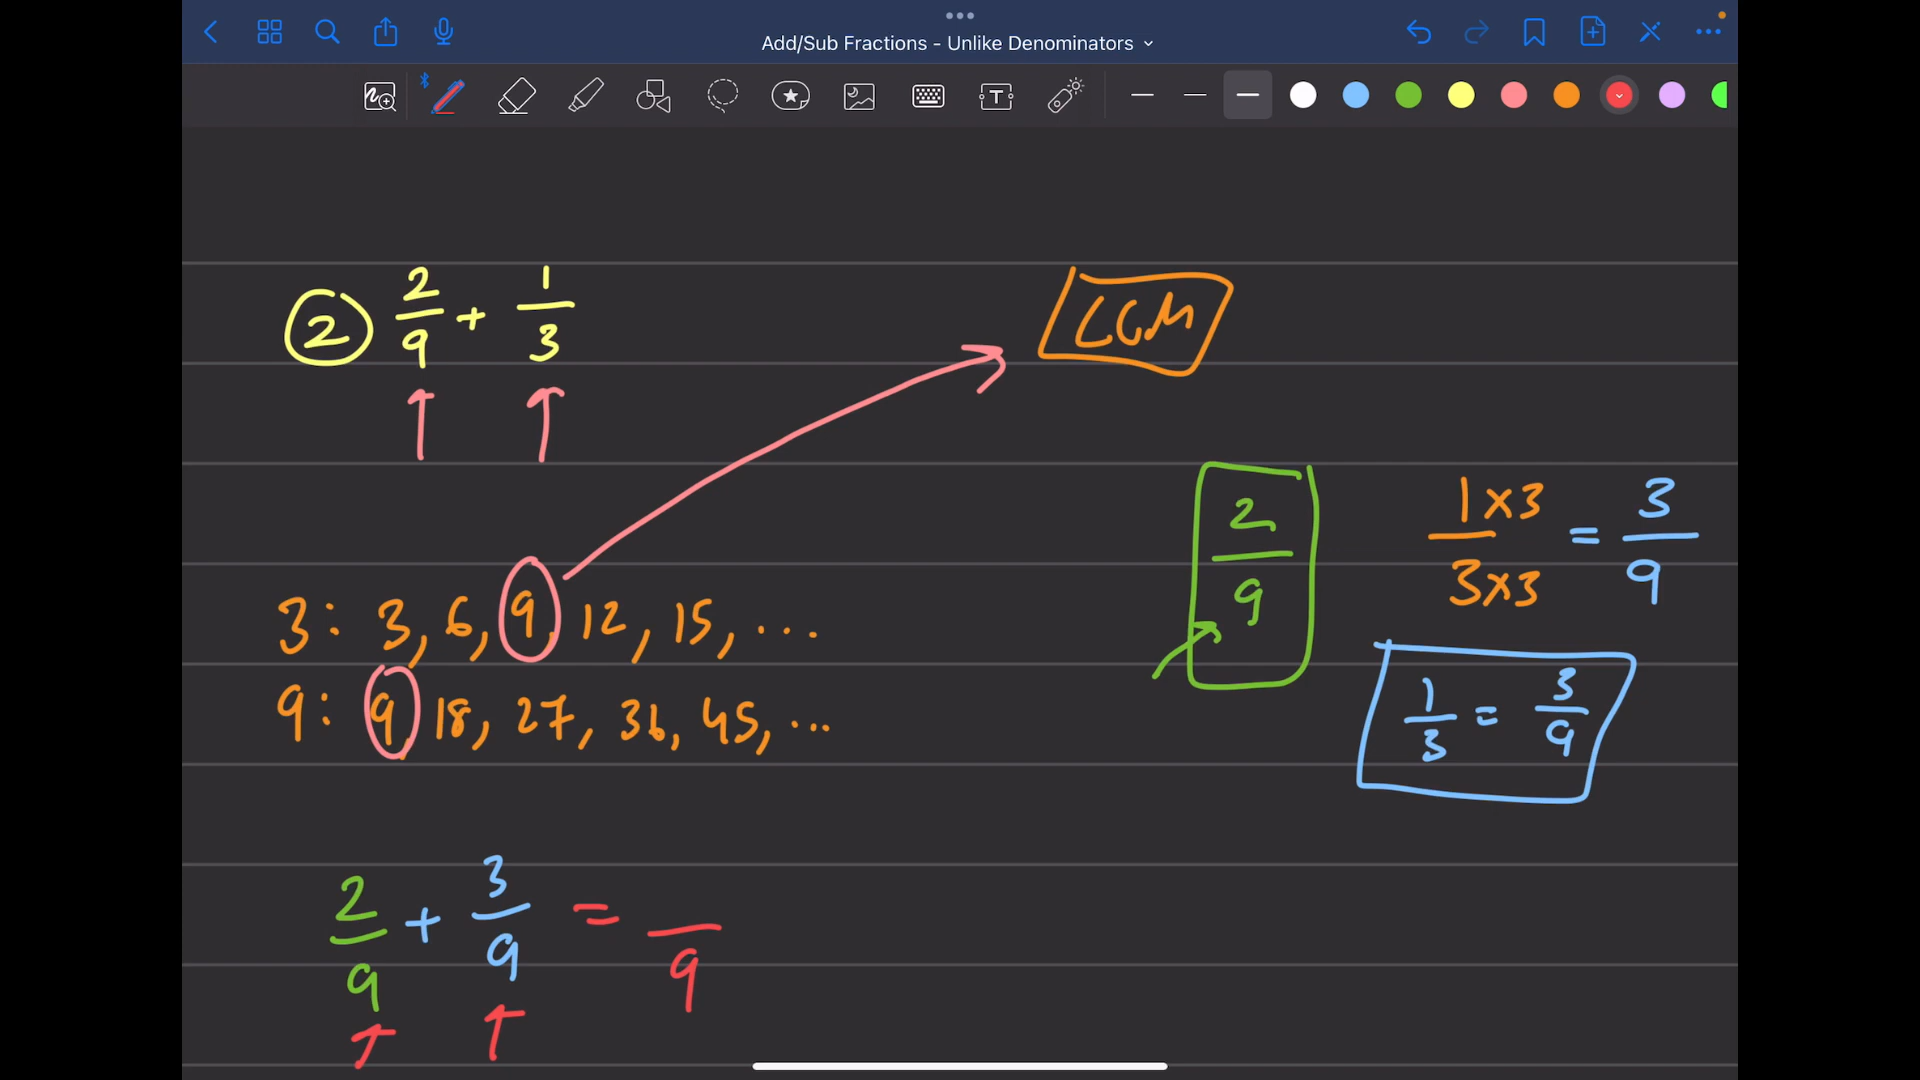 Add/Sub Fractions - Unlike Denominators
T
② 2/9 + 1/3
LCM
2/9
1×3/3×3 = 3/9
3: 3, 6, 9, 12, 15, ...
1/3 = 3/9
9: 9, 18, 27, 36, 45, ...
2/9 + 3/9 = /9